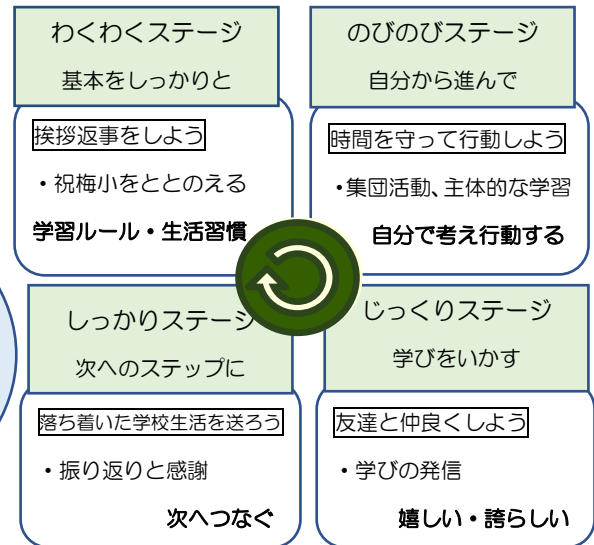 わくわくステージ
基本をしっかりと
挨拶返事をしよう
・祝梅小をととのえる
学習ルール・生活習慣
のびのびステージ
自分から進んで
時間を守って行動しよう
・集団活動、主体的な学習
自分で考え行動する
しっかりステージ
次へのステップに
落ち着いた学校生活を送ろう
・振り返りと感謝
次へつなぐ
じっくりステージ
学びをいかす
友達と仲良くしよう
・学びの発信
嬉しい・誇らしい